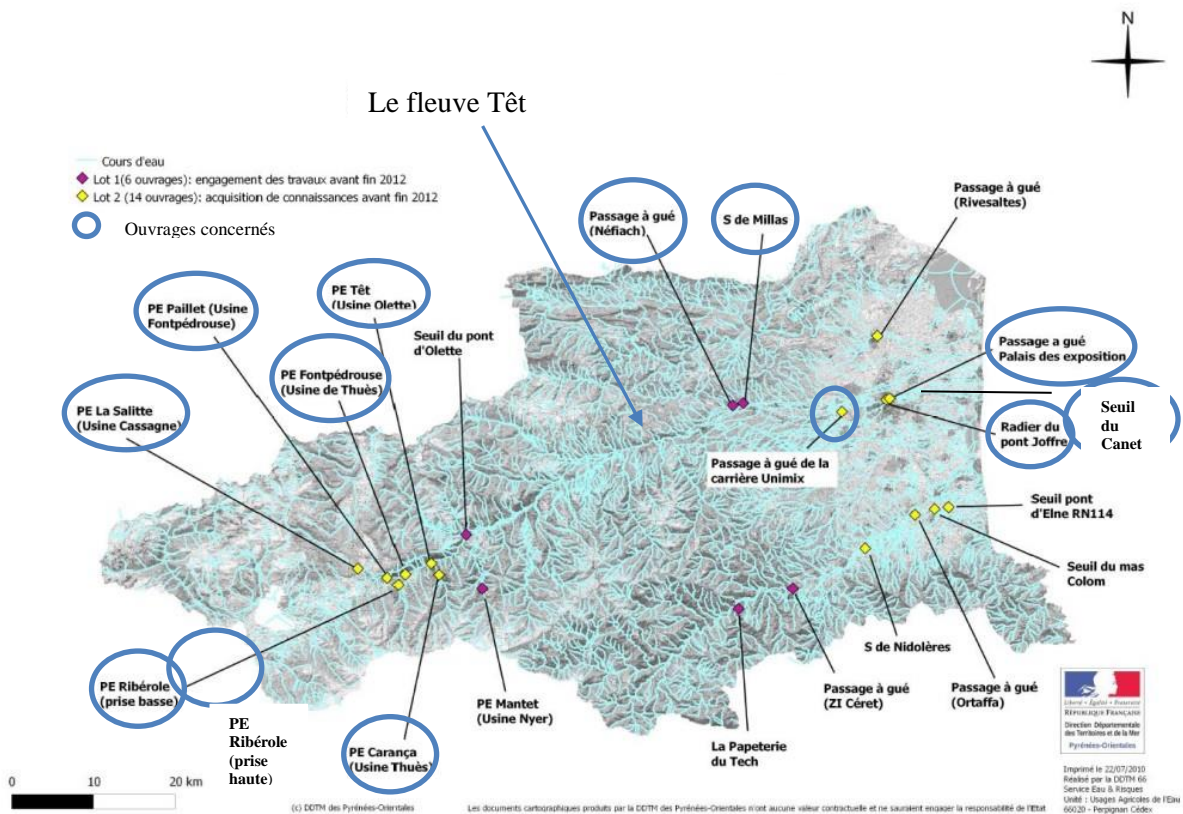 N
Le fleuve Têt
Cours d'eau
Lot 1(6 ouvrages): engagement des travaux avant fin 2012
Lot 2 (14 ouvrages): acquisition de connaissances avant fin 2012
Ouvrages concernés
Passage à gué
(Rivesaltes)
Passage à gué
(Néfiach)
S de Millas
PE Têt
(Usine Olette)
PE Paillet (Usine
Fontpédrouse)
Seuil du pont
d'Olette
Passage a gué
Palais des exposition
PE Fontpédrouse
(Usine de Thuès)
PE La Salitte
(Usine Cassagne)
Seuil
du
Canet
Radier du
pont Joffre
Passage à gué de la
carrière Unimix
Seuil pont
d'Elne RN114
Seuil du mas
Colom
S de Nidolères
PE Ribérole
(prise basse)
PE
Ribérole
(prise
haute)
PE Mantet
(Usine Nyer)
Passage à gué
(ZI Céret)
Passage à gué
(Ortaffa)
PE Carança
(Usine Thuès)
La Papeterie
du Tech
Liberté • Égalité • Fraternité
RÉPUBLIQUE FRANÇAISE
Direction Départementale
des Territoires et de la Mer
Pyrénées-Orientales
0 10 20 km
Imprimé le 22/07/2010
Réalisé par la DDTM 66
Service Eau & Risques
Unité : Usages Agricoles de l'Eau
66020 - Perpignan Cédex
(c) DDTM des Pyrénées-Orientales
Les documents cartographiques produits par la DDTM des Pyrénées-Orientales n'ont aucune valeur contractuelle et ne sauraient engager la responsabilité de l'Etat